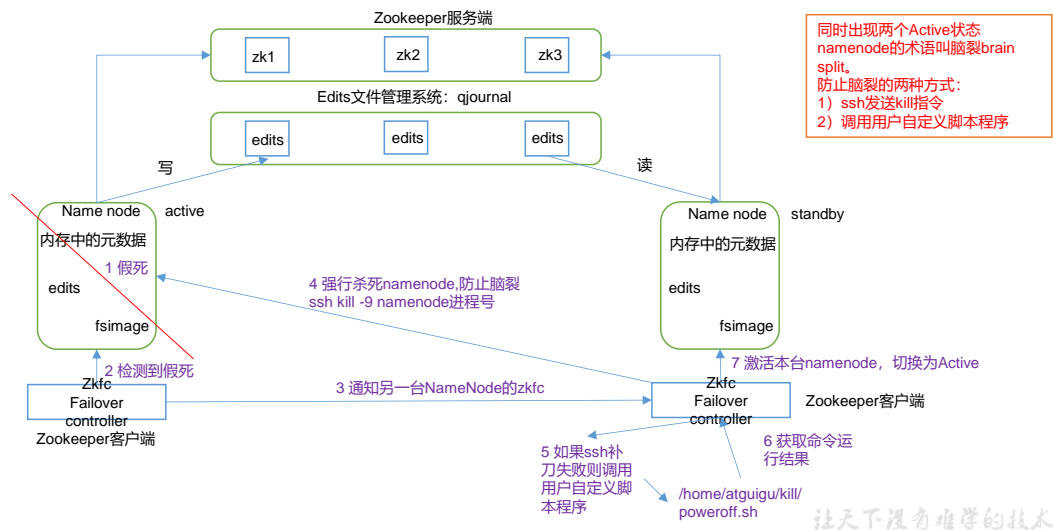 Zookeeper服务端
zk1
zk2
zk3
同时出现两个Active状态
namenode的术语叫脑裂brain
split。
防止脑裂的两种方式：
1）ssh发送kill指令
2）调用用户自定义脚本程序
Edits文件管理系统：qjournal
edits
edits
edits
写
读
Name node
active
内存中的元数据
1 假死
edits
fsimage
Name node
standby
内存中的元数据
edits
fsimage
4 强行杀死namenode,防止脑裂
ssh kill -9 namenode进程号
2 检测到假死
7 激活本台namenode，切换为Active
Zkfc
Failover
controller
Zookeeper客户端
3 通知另一台NameNode的zkfc
Zkfc
Failover
controller
Zookeeper客户端
5 如果ssh补
刀失败则调用
用户自定义脚
本程序
6 获取命令运
行结果
/home/atguigu/kill/
poweroff.sh
让天下没有难学的技术